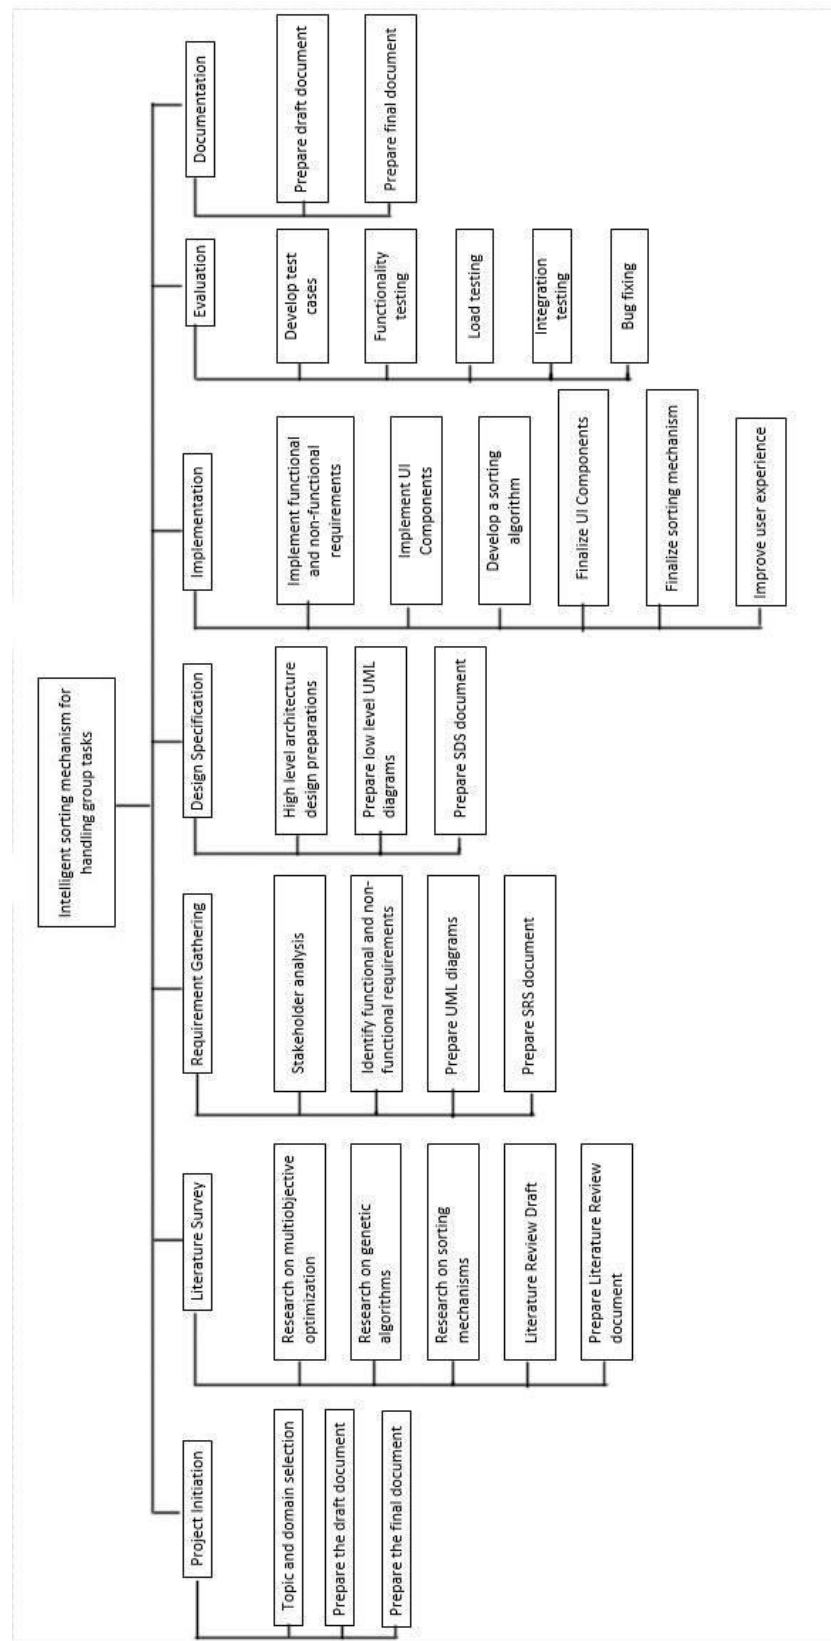 Intelligent sorting mechanism for
handling group tasks
Project Initiation
Topic and domain selection
Prepare the draft document
Prepare the final document
Literature Survey
Research on multiobjective
optimization
Research on genetic
algorithms
Research on sorting
mechanisms
Literature Review Draft
Prepare Literature Review
document
Requirement Gathering
Stakeholder analysis
Identify functional and non-
functional requirements
Prepare UML diagrams
Prepare SRS document
Design Specification
High level architecture
design preparations
Prepare low level UML
diagrams
Prepare SDS document
Implementation
Implement functional
and non-functional
requirements
Implement UI
Components
Develop a sorting
algorithm
Finalize UI Components
Finalize sorting mechanism
Improve user experience
Evaluation
Develop test
cases
Functionality
testing
Load testing
Integration
testing
Bug fixing
Documentation
Prepare draft document
Prepare final document